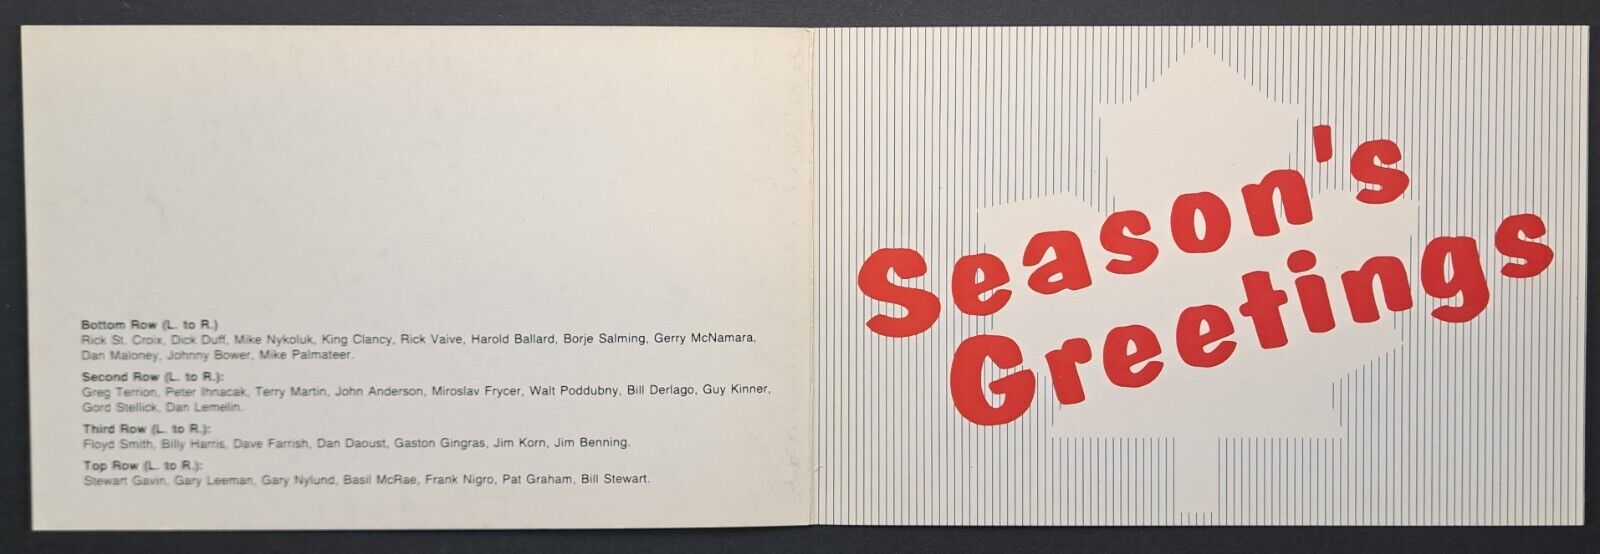 Bottom Row (L. to R.)
Rick St. Croix, Dick Duff, Mike Nykoluk, King Clancy, Rick Vaive, Harold Ballard, Borje Salming, Gerry McNamara,
Dan Maloney, Johnny Bower, Mike Palmateer.
Second Row (L. to R.):
Greg Terrion, Peter Ihnacak, Terry Martin, John Anderson, Miroslav Frycer, Walt Poddubny, Bill Derlago, Guy Kinner,
Gord Stellick, Dan Lemelin.
Third Row (L. to R.):
Floyd Smith, Billy Harris, Dave Farrish, Dan Daoust, Gaston Gingras, Jim Korn, Jim Benning.
Top Row (L. to R.):
Stewart Gavin, Gary Leeman, Gary Nylund, Basil McRae, Frank Nigro, Pat Graham, Bill Stewart.
Season's
Greetings